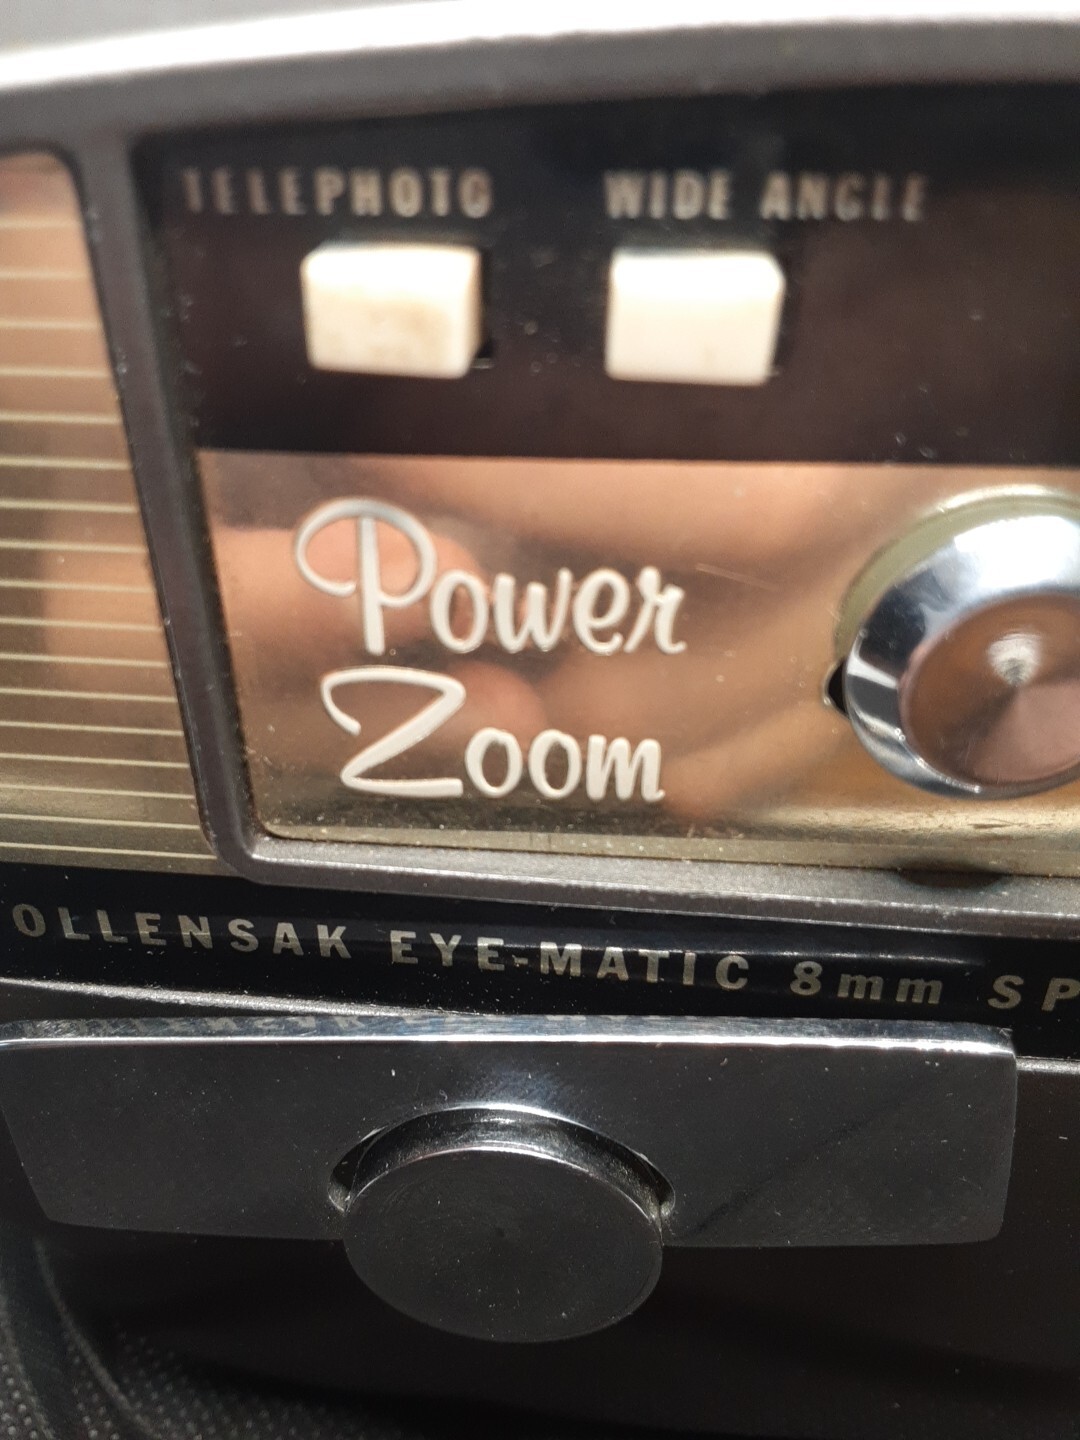 TELEPHOTO WIDE ANGLE
Power
Zoom
OLLENSAK EYE-MATIC 8mm SP